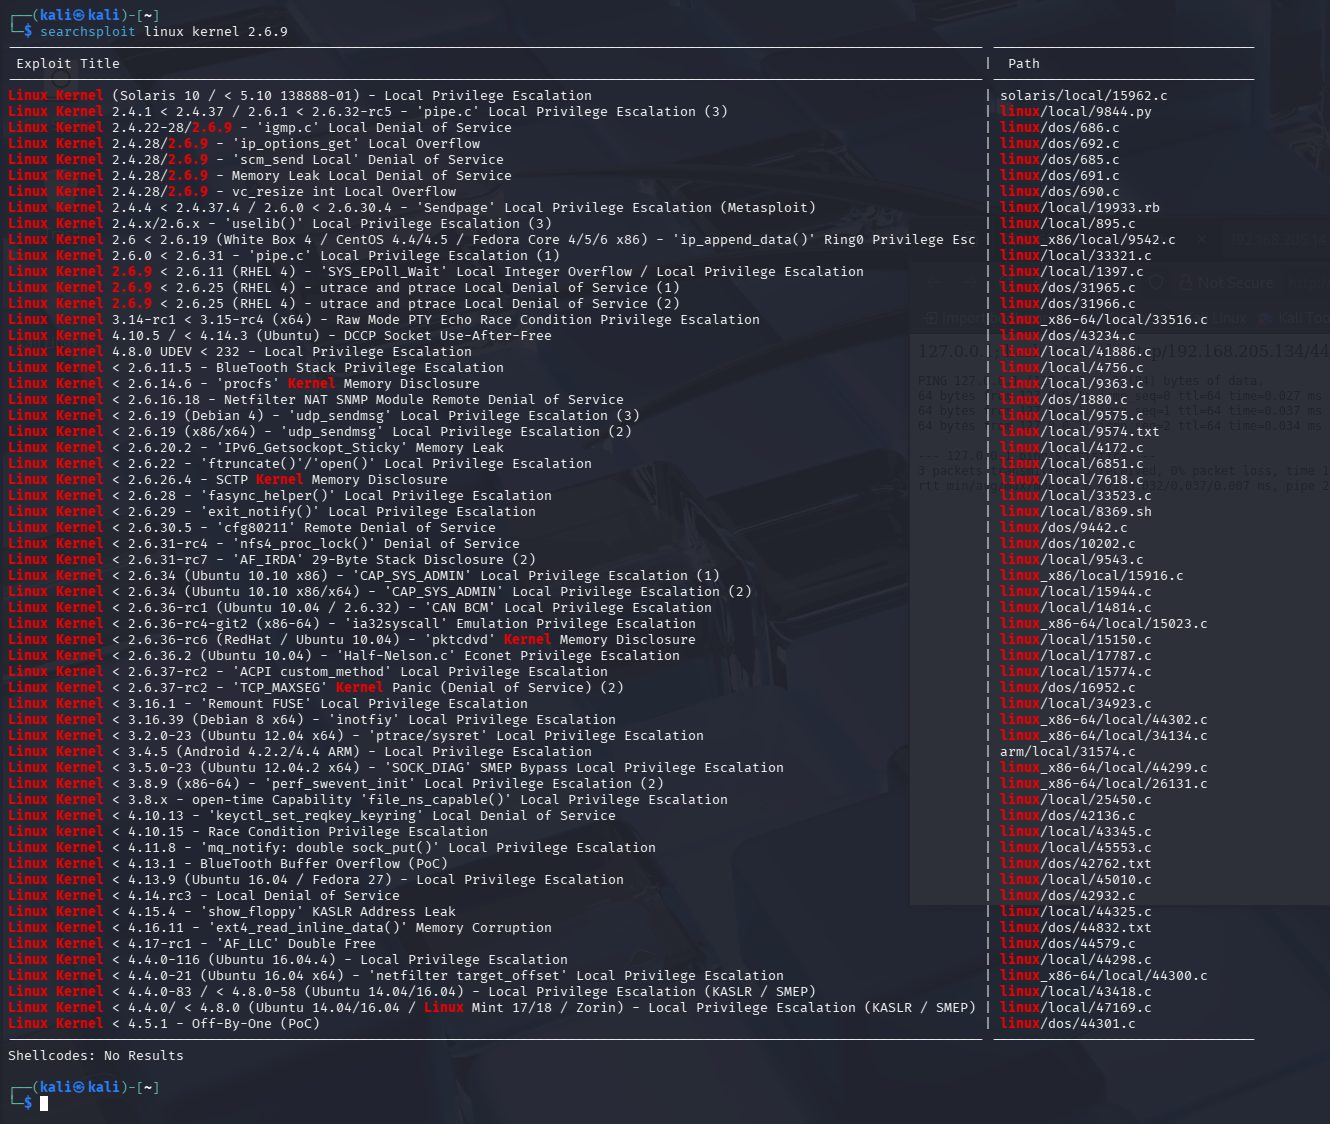 ┌──(kali㉿kali)-[~]
└─$ searchsploit linux kernel 2.6.9
Exploit Title | Path
Linux Kernel (Solaris 10 / < 5.10 138888-01) - Local Privilege Escalation | solaris/local/15962.c
Linux Kernel 2.4.1 < 2.4.37 / 2.6.1 < 2.6.32-rc5 - 'pipe.c' Local Privilege Escalation (3) | linux/local/9844.py
Linux Kernel 2.4.22-28/2.6.9 - 'igmp.c' Local Denial of Service | linux/dos/686.c
Linux Kernel 2.4.28/2.6.9 - 'ip_options_get' Local Overflow | linux/dos/692.c
Linux Kernel 2.4.28/2.6.9 - 'scm_send Local' Denial of Service | linux/dos/685.c
Linux Kernel 2.4.28/2.6.9 - Memory Leak Local Denial of Service | linux/dos/691.c
Linux Kernel 2.4.28/2.6.9 - vc_resize int Local Overflow | linux/dos/690.c
Linux Kernel 2.4.4 < 2.4.37.4 / 2.6.0 < 2.6.30.4 - 'Sendpage' Local Privilege Escalation (Metasploit) | linux/local/19933.rb
Linux Kernel 2.4.x/2.6.x - 'uselib()' Local Privilege Escalation (3) | linux/local/895.c
Linux Kernel 2.6 < 2.6.19 (White Box 4 / CentOS 4.4/4.5 / Fedora Core 4/5/6 x86) - 'ip_append_data()' Ring0 Privilege Esc | linux_x86/local/9542.c
Linux Kernel 2.6.0 < 2.6.31 - 'pipe.c' Local Privilege Escalation (1) | linux/local/33321.c
Linux Kernel 2.6.9 < 2.6.11 (RHEL 4) - 'SYS_EPoll_Wait' Local Integer Overflow / Local Privilege Escalation | linux/local/1397.c
Linux Kernel 2.6.9 < 2.6.25 (RHEL 4) - utrace and ptrace Local Denial of Service (1) | linux/dos/31965.c
Linux Kernel 2.6.9 < 2.6.25 (RHEL 4) - utrace and ptrace Local Denial of Service (2) | linux/dos/31966.c
Linux Kernel 3.14-rc1 < 3.15-rc4 (x64) - Raw Mode PTY Echo Race Condition Privilege Escalation | linux_x86-64/local/33516.c
Linux Kernel 4.10.5 / < 4.14.3 (Ubuntu) - DCCP Socket Use-After-Free | linux/dos/43234.c
Linux Kernel 4.8.0 UDEV < 232 - Local Privilege Escalation | linux/local/41886.c
Linux Kernel < 2.6.11.5 - BlueTooth Stack Privilege Escalation | linux/local/4756.c
Linux Kernel < 2.6.14.6 - 'procfs' Kernel Memory Disclosure | linux/local/9363.c
Linux Kernel < 2.6.16.18 - Netfilter NAT SNMP Module Remote Denial of Service | linux/dos/1880.c
Linux Kernel < 2.6.19 (Debian 4) - 'udp_sendmsg' Local Privilege Escalation (3) | linux/local/9575.c
Linux Kernel < 2.6.19 (x86/x64) - 'udp_sendmsg' Local Privilege Escalation (2) | linux/local/9574.txt
Linux Kernel < 2.6.20.2 - 'IPv6_Getsockopt_Sticky' Memory Leak | linux/local/4172.c
Linux Kernel < 2.6.22 - 'ftruncate()'/'open()' Local Privilege Escalation | linux/local/6851.c
Linux Kernel < 2.6.26.4 - SCTP Kernel Memory Disclosure | linux/local/7618.c
Linux Kernel < 2.6.28 - 'fasync_helper()' Local Privilege Escalation | linux/local/33523.c
Linux Kernel < 2.6.29 - 'exit_notify()' Local Privilege Escalation | linux/local/8369.sh
Linux Kernel < 2.6.30.5 - 'cfg80211' Remote Denial of Service | linux/dos/9442.c
Linux Kernel < 2.6.31-rc4 - 'nfs4_proc_lock()' Denial of Service | linux/dos/10202.c
Linux Kernel < 2.6.31-rc7 - 'AF_IRDA' 29-Byte Stack Disclosure (2) | linux/local/9543.c
Linux Kernel < 2.6.34 (Ubuntu 10.10 x86) - 'CAP_SYS_ADMIN' Local Privilege Escalation (1) | linux_x86/local/15916.c
Linux Kernel < 2.6.34 (Ubuntu 10.10 x86/x64) - 'CAP_SYS_ADMIN' Local Privilege Escalation (2) | linux/local/15944.c
Linux Kernel < 2.6.36-rc1 (Ubuntu 10.04 / 2.6.32) - 'CAN BCM' Local Privilege Escalation | linux/local/14814.c
Linux Kernel < 2.6.36-rc4-git2 (x86-64) - 'ia32syscall' Emulation Privilege Escalation | linux_x86-64/local/15023.c
Linux Kernel < 2.6.36-rc6 (RedHat / Ubuntu 10.04) - 'pktcdvd' Kernel Memory Disclosure | linux/local/15150.c
Linux Kernel < 2.6.36.2 (Ubuntu 10.04) - 'Half-Nelson.c' Econet Privilege Escalation | linux/local/17787.c
Linux Kernel < 2.6.37-rc2 - 'ACPI custom_method' Local Privilege Escalation | linux/local/15774.c
Linux Kernel < 2.6.37-rc2 - 'TCP_MAXSEG' Kernel Panic (Denial of Service) (2) | linux/dos/16952.c
Linux Kernel < 3.16.1 - 'Remount FUSE' Local Privilege Escalation | linux/local/34923.c
Linux Kernel < 3.16.39 (Debian 8 x64) - 'inotfiy' Local Privilege Escalation | linux_x86-64/local/44302.c
Linux Kernel < 3.2.0-23 (Ubuntu 12.04 x64) - 'ptrace/sysret' Local Privilege Escalation | linux_x86-64/local/34134.c
Linux Kernel < 3.4.5 (Android 4.2.2/4.4 ARM) - Local Privilege Escalation | arm/local/31574.c
Linux Kernel < 3.5.0-23 (Ubuntu 12.04.2 x64) - 'SOCK_DIAG' SMEP Bypass Local Privilege Escalation | linux_x86-64/local/44299.c
Linux Kernel < 3.8.9 (x86-64) - 'perf_swevent_init' Local Privilege Escalation (2) | linux_x86-64/local/26131.c
Linux Kernel < 3.8.x - open-time Capability 'file_ns_capable()' Local Privilege Escalation | linux/local/25450.c
Linux Kernel < 4.10.13 - 'keyctl_set_reqkey_keyring' Local Denial of Service | linux/dos/42136.c
Linux Kernel < 4.10.15 - Race Condition Privilege Escalation | linux/local/43345.c
Linux Kernel < 4.11.8 - 'mq_notify: double sock_put()' Local Privilege Escalation | linux/local/45553.c
Linux Kernel < 4.13.1 - BlueTooth Buffer Overflow (PoC) | linux/dos/42762.txt
Linux Kernel < 4.13.9 (Ubuntu 16.04 / Fedora 27) - Local Privilege Escalation | linux/local/45010.c
Linux Kernel < 4.14.rc3 - Local Denial of Service | linux/dos/42932.c
Linux Kernel < 4.15.4 - 'show_floppy' KASLR Address Leak | linux/local/44325.c
Linux Kernel < 4.16.11 - 'ext4_read_inline_data()' Memory Corruption | linux/dos/44832.txt
Linux Kernel < 4.17-rc1 - 'AF_LLC' Double Free | linux/dos/44579.c
Linux Kernel < 4.4.0-116 (Ubuntu 16.04.4) - Local Privilege Escalation | linux/local/44298.c
Linux Kernel < 4.4.0-21 (Ubuntu 16.04 x64) - 'netfilter target_offset' Local Privilege Escalation | linux_x86-64/local/44300.c
Linux Kernel < 4.4.0-83 / < 4.8.0-58 (Ubuntu 14.04/16.04) - Local Privilege Escalation (KASLR / SMEP) | linux/local/43418.c
Linux Kernel < 4.4.0/ < 4.8.0 (Ubuntu 14.04/16.04 / Linux Mint 17/18 / Zorin) - Local Privilege Escalation (KASLR / SMEP) | linux/local/47169.c
Linux Kernel < 4.5.1 - Off-By-One (PoC) | linux/dos/44301.c
Shellcodes: No Results
┌──(kali㉿kali)-[~]
└─$